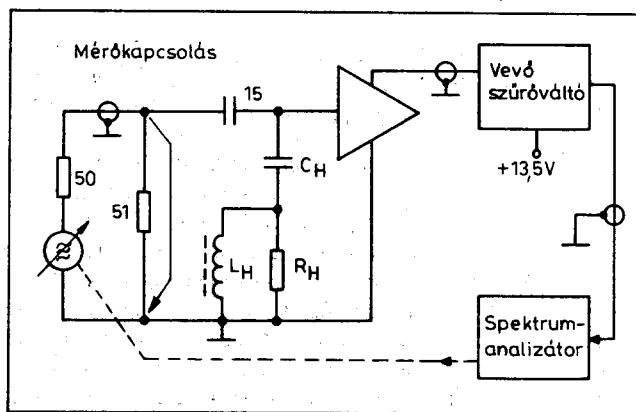 Mérőkapcsolás
15
Vevő
szűrőváltó
+13,5V
50
51
C_H
L_H
R_H
Spektrum-
analizátor